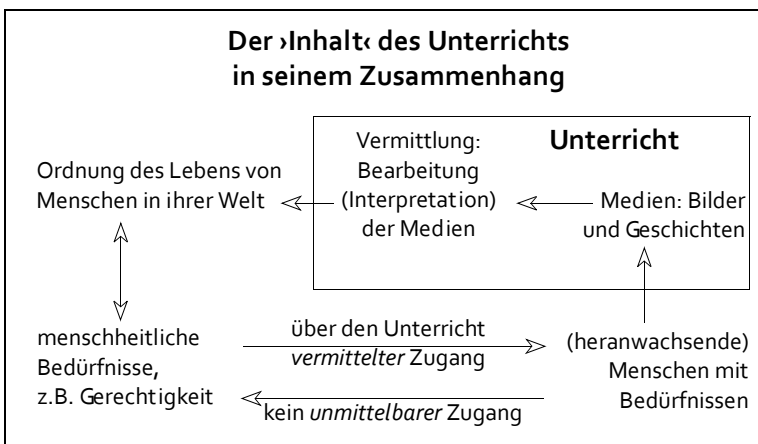 Der ›Inhalt‹ des Unterrichts
in seinem Zusammenhang
Unterricht
Vermittlung:
Bearbeitung
(Interpretation)
der Medien
Ordnung des Lebens von
Menschen in ihrer Welt
Medien: Bilder
und Geschichten
menschheitliche
Bedürfnisse,
z.B. Gerechtigkeit
über den Unterricht
vermittelter Zugang
kein unmittelbarer Zugang
(heranwachsende)
Menschen mit
Bedürfnissen